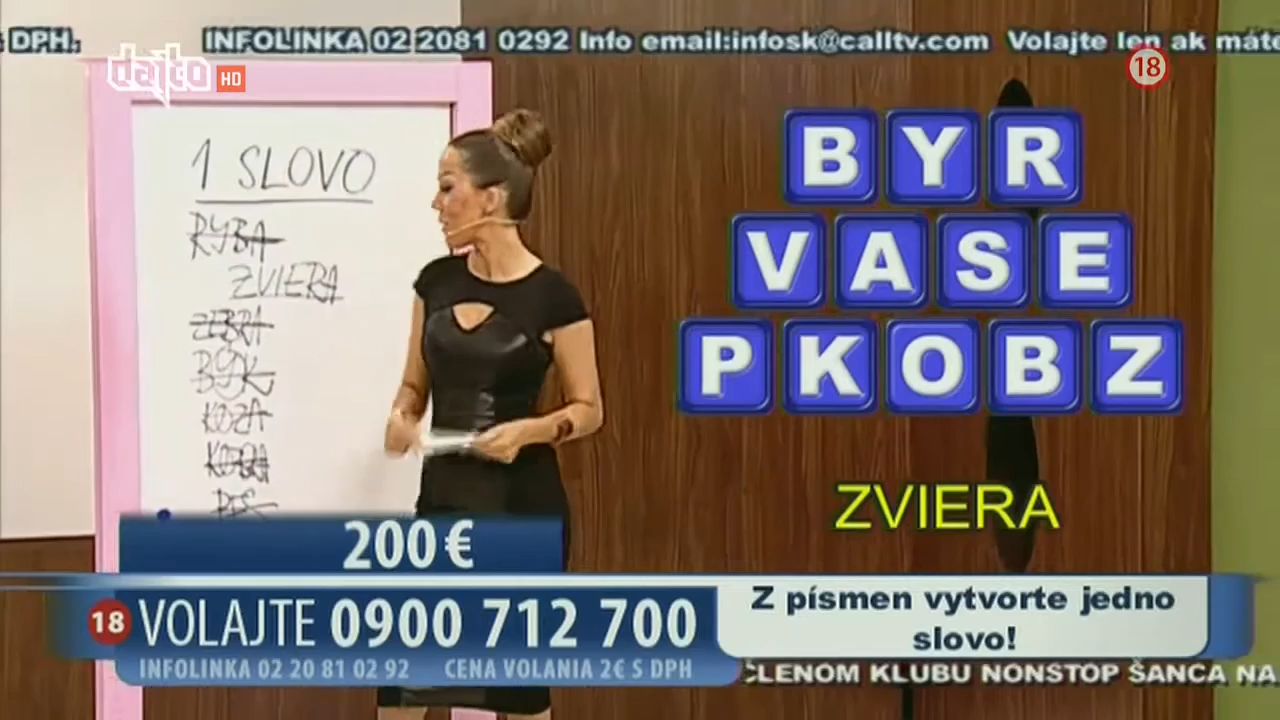 DPH.
INFOLINKA 02 2081 0292 Info email:infosk@calltv.com Volajte len ak máte
dajto HD
18
1 SLOVO
RYBA
ZVIERA
ZEBRA
BÝK
KOZA
KOBRA
PES
BYR
VASE
PKOBZ
ZVIERA
200 €
18 VOLAJTE 0900 712 700
INFOLINKA 02 20 81 02 92 CENA VOLANIA 2€ S DPH
Z písmen vytvorte jedno
slovo!
ČLENOM KLUBU NONSTOP ŠANCA NA